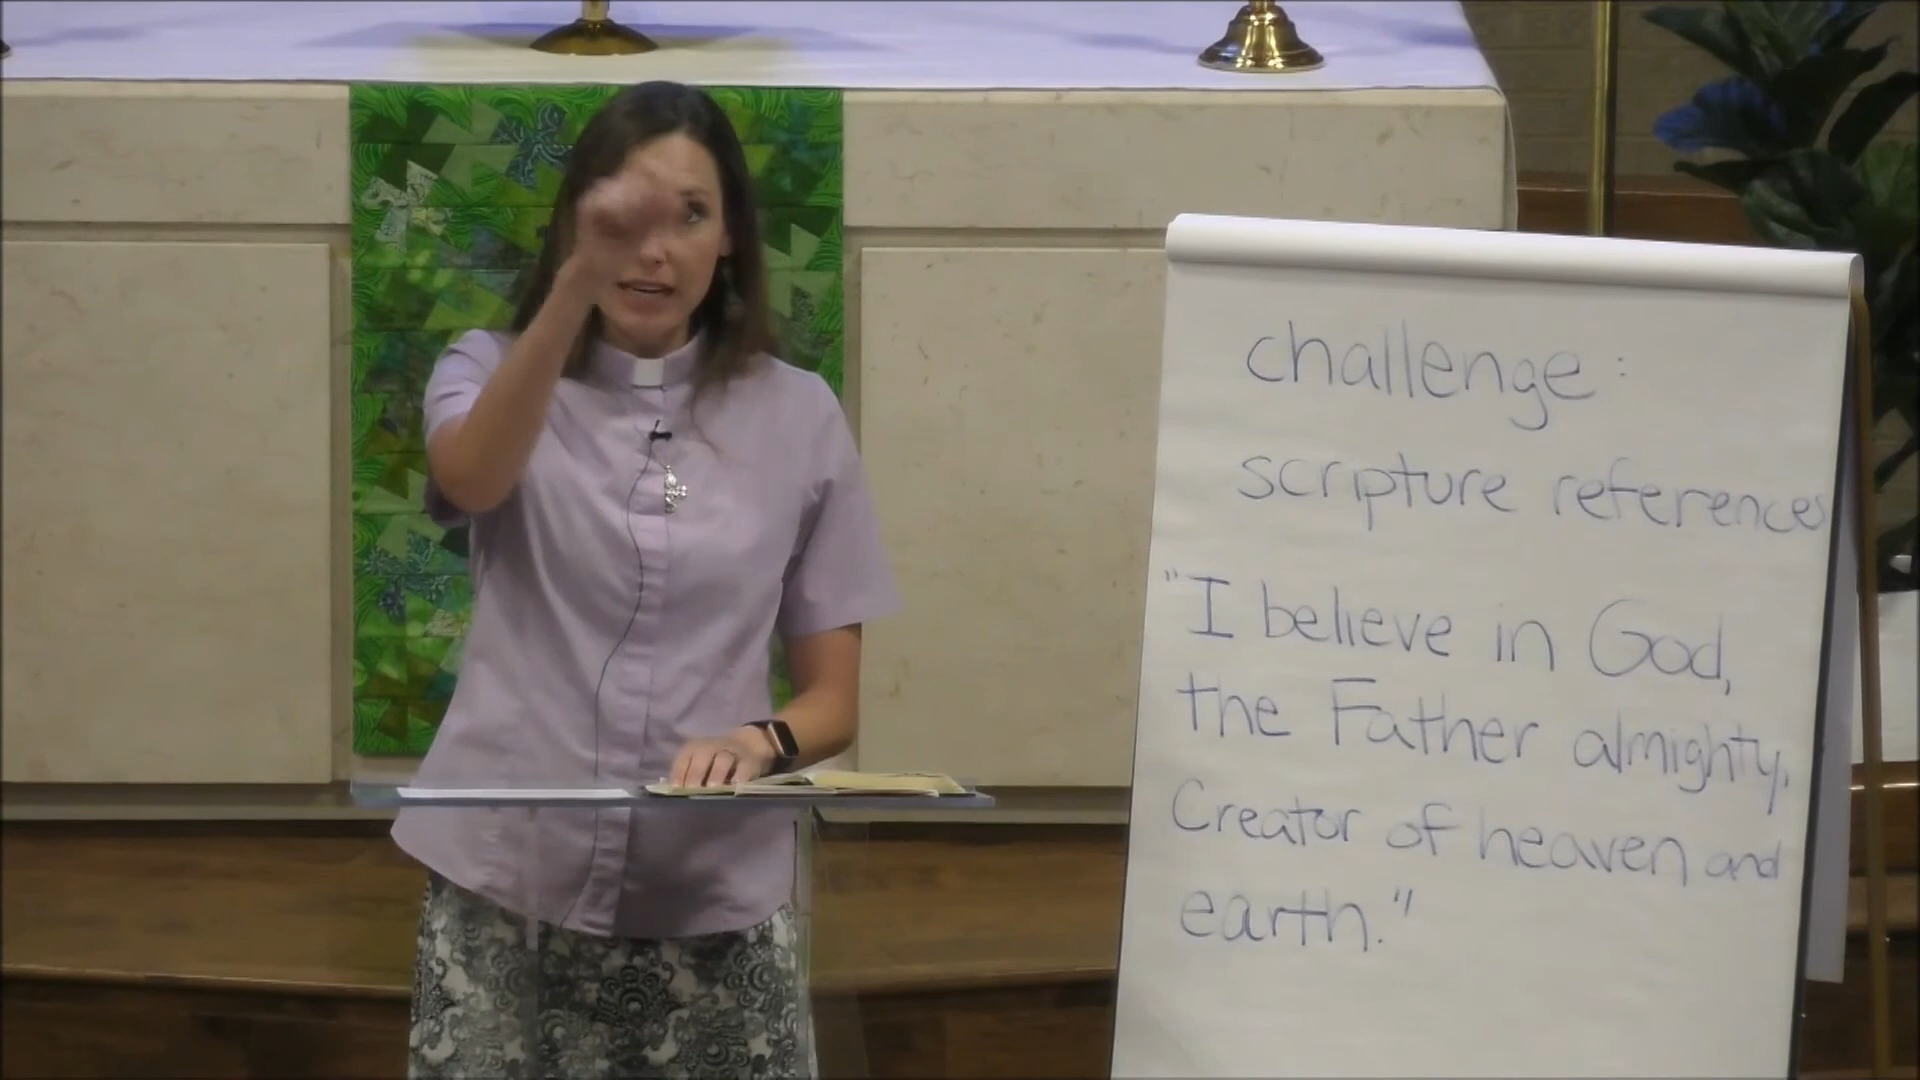 challenge:
scripture references
"I believe in God,
the Father almighty,
Creator of heaven and
earth."